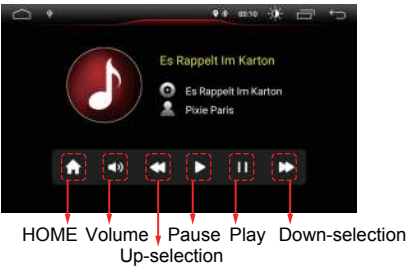 00:10
Es Rappelt Im Karton
Es Rappelt Im Karton
Pixie Paris
HOME Volume Pause Play Down-selection
Up-selection